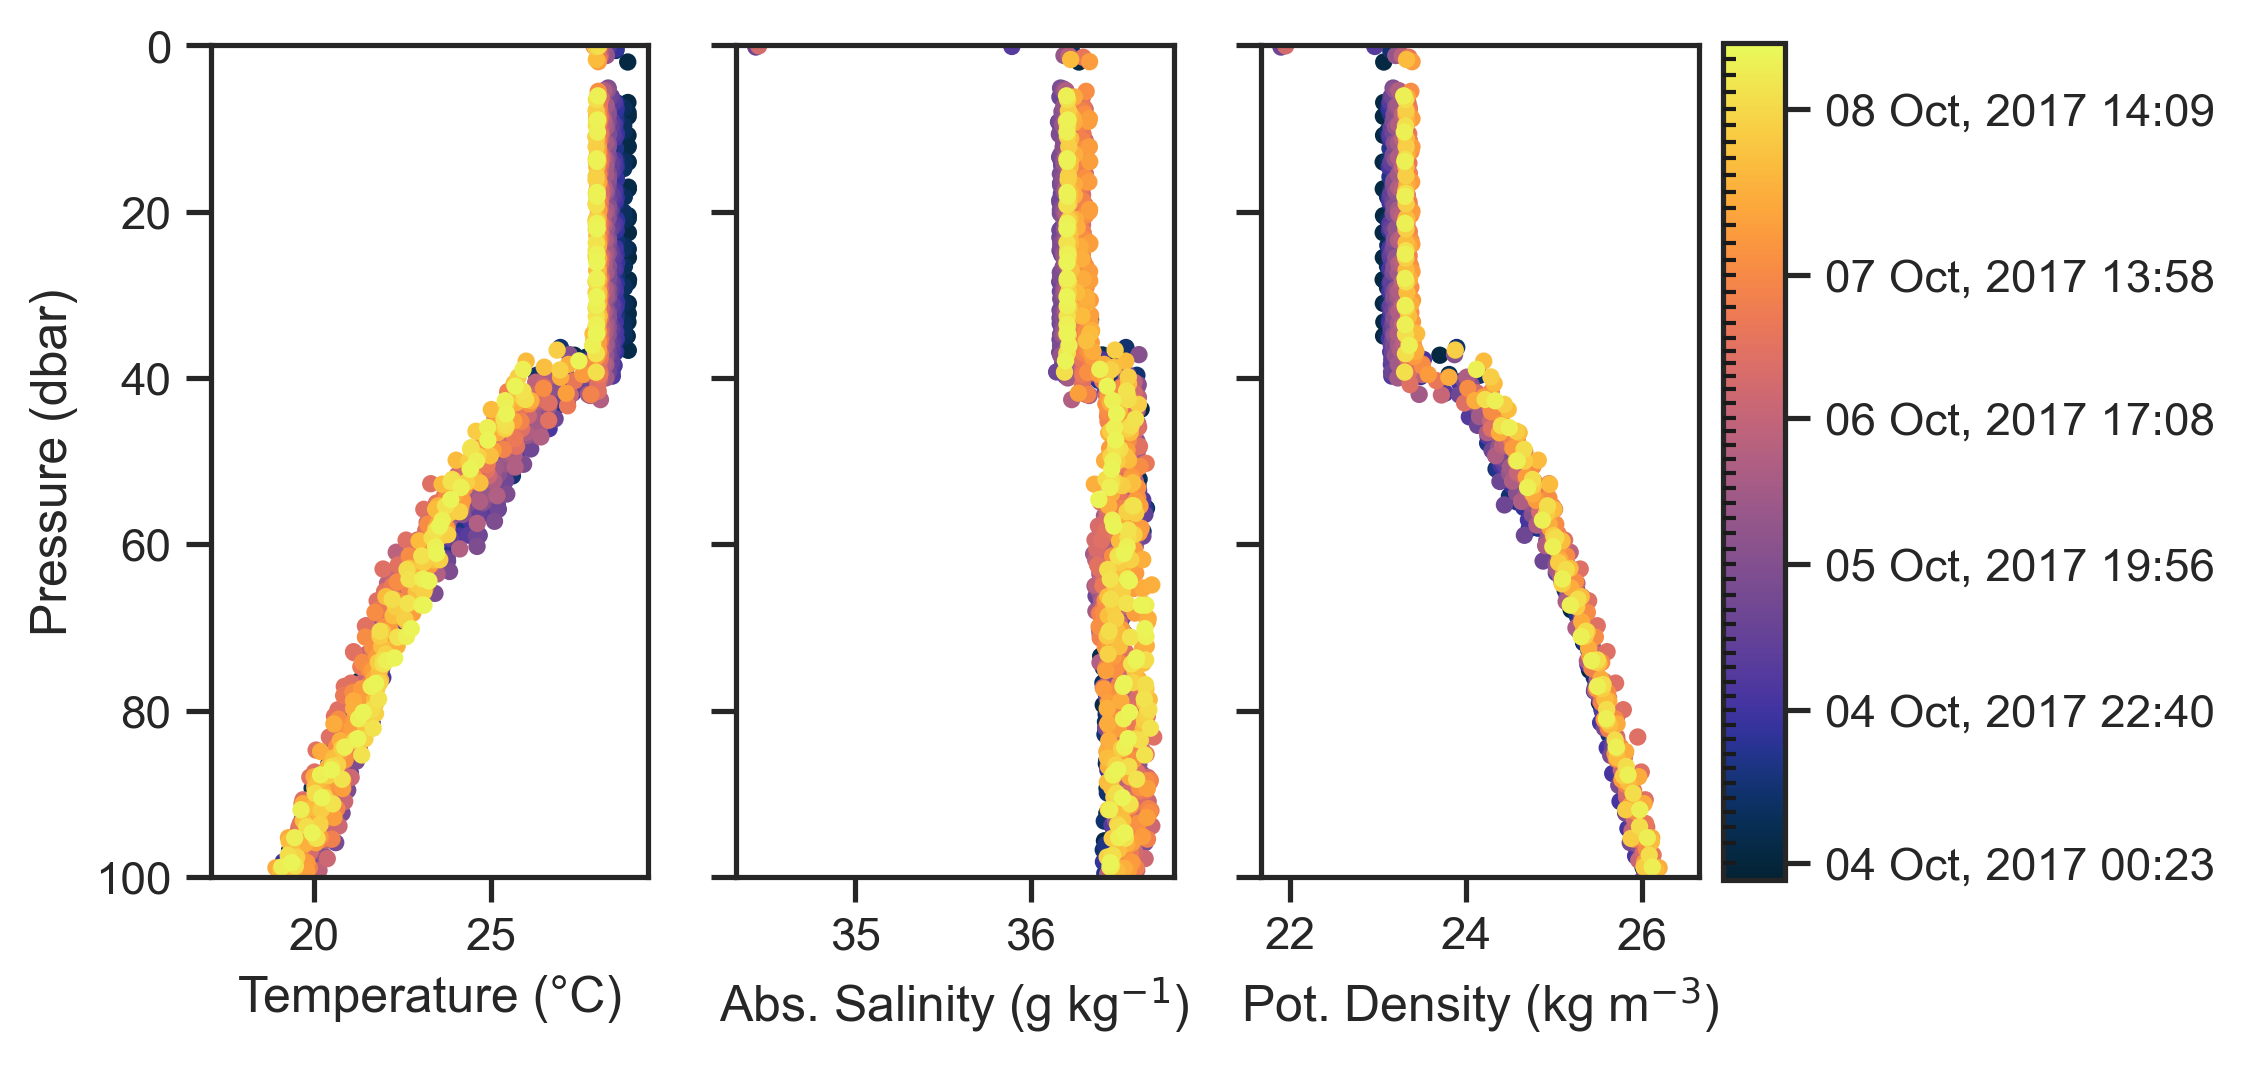 Pressure (dbar)
0
20
40
60
80
100
20 25
Temperature (°C)
35 36
Abs. Salinity (g kg⁻¹)
22 24 26
Pot. Density (kg m⁻³)
08 Oct, 2017 14:09
07 Oct, 2017 13:58
06 Oct, 2017 17:08
05 Oct, 2017 19:56
04 Oct, 2017 22:40
04 Oct, 2017 00:23